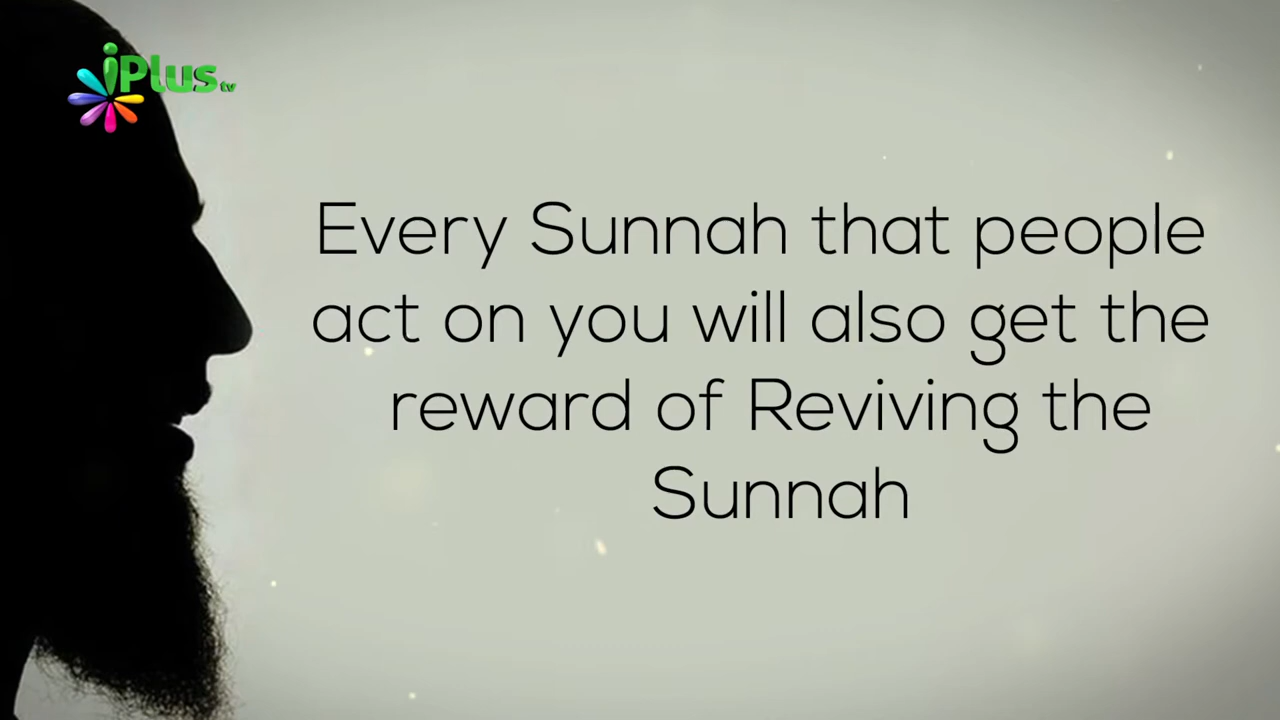 iPlus tv
Every Sunnah that people
act on you will also get the
reward of Reviving the
Sunnah